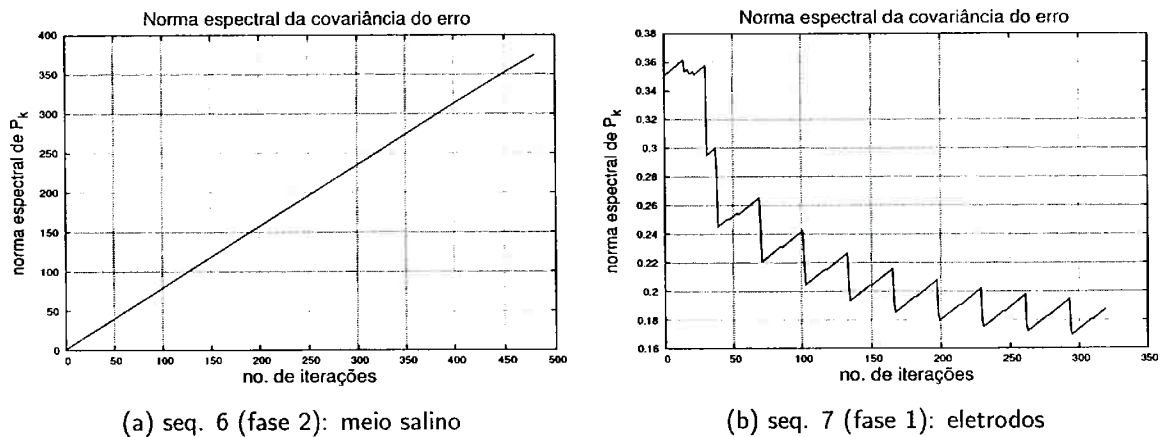 Norma espectral da covariância do erro
norma espectral de P_k
400
350
300
250
200
150
100
50
0
0 50 100 150 200 250 300 350 400 450 500
no. de iterações
(a) seq. 6 (fase 2): meio salino
Norma espectral da covariância do erro
norma espectral de P_k
0.38
0.36
0.34
0.32
0.3
0.28
0.26
0.24
0.22
0.2
0.18
0.16
0 50 100 150 200 250 300 350
no. de iterações
(b) seq. 7 (fase 1): eletrodos